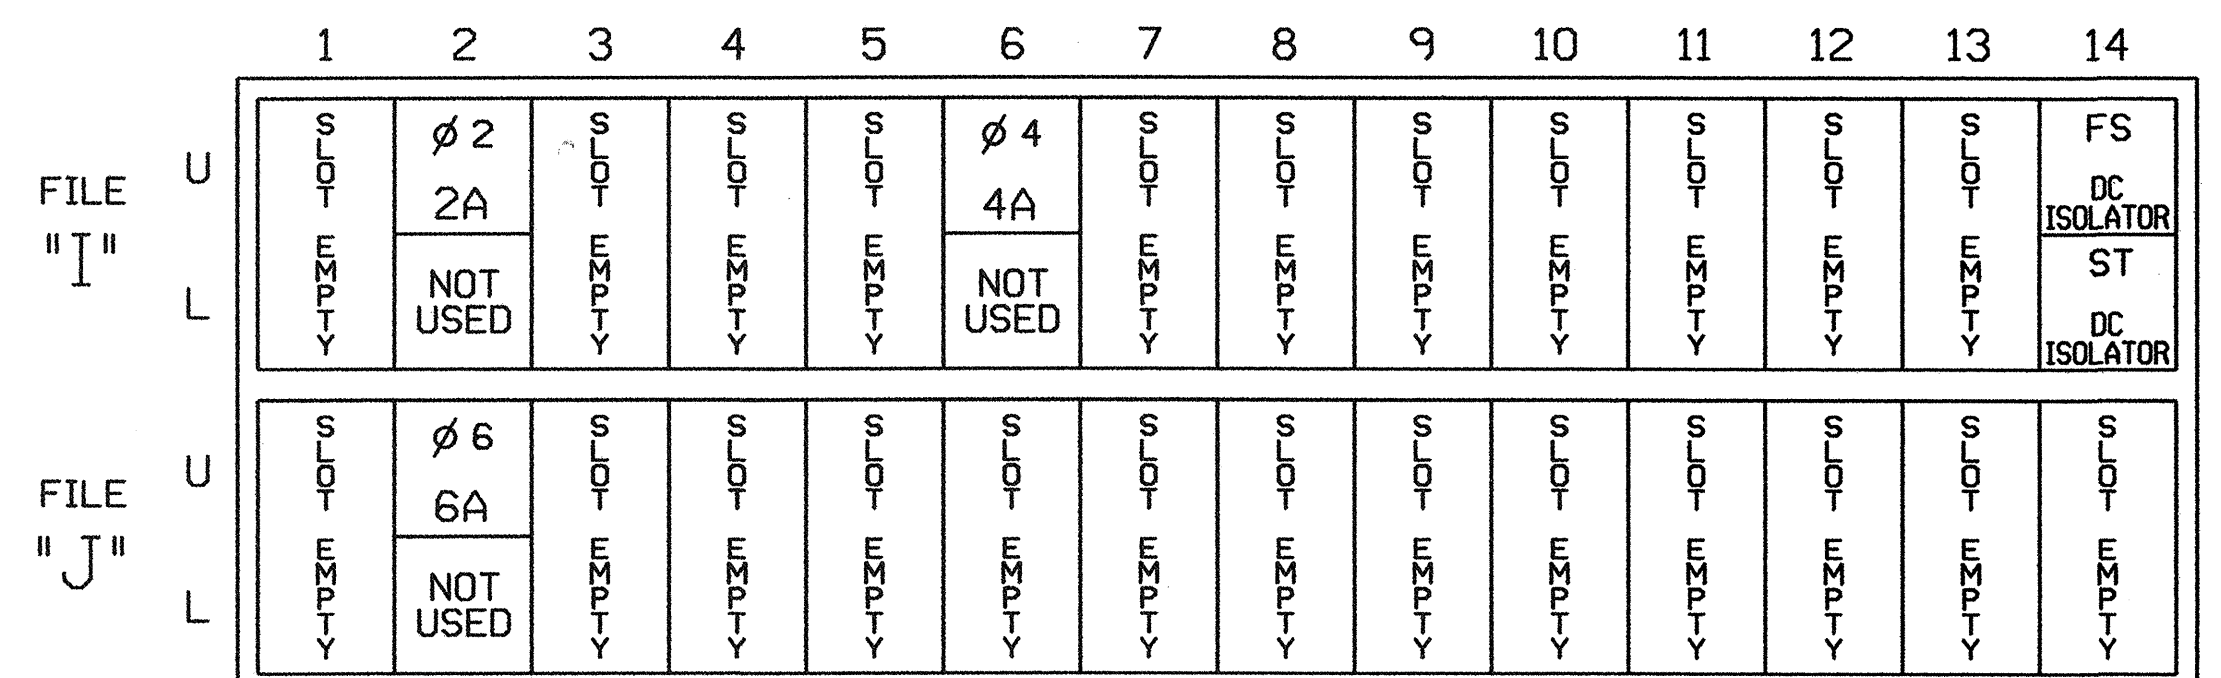 1 2 3 4 5 6 7 8 9 10 11 12 13 14
FILE
"I"
U
L
SLOT EMPTY
Ø 2
2A
NOT
USED
SLOT EMPTY
SLOT EMPTY
SLOT EMPTY
Ø 4
4A
NOT
USED
SLOT EMPTY
SLOT EMPTY
SLOT EMPTY
SLOT EMPTY
SLOT EMPTY
SLOT EMPTY
SLOT EMPTY
FS
DC
ISOLATOR
ST
DC
ISOLATOR
FILE
"J"
U
L
SLOT EMPTY
Ø 6
6A
NOT
USED
SLOT EMPTY
SLOT EMPTY
SLOT EMPTY
SLOT EMPTY
SLOT EMPTY
SLOT EMPTY
SLOT EMPTY
SLOT EMPTY
SLOT EMPTY
SLOT EMPTY
SLOT EMPTY
SLOT EMPTY